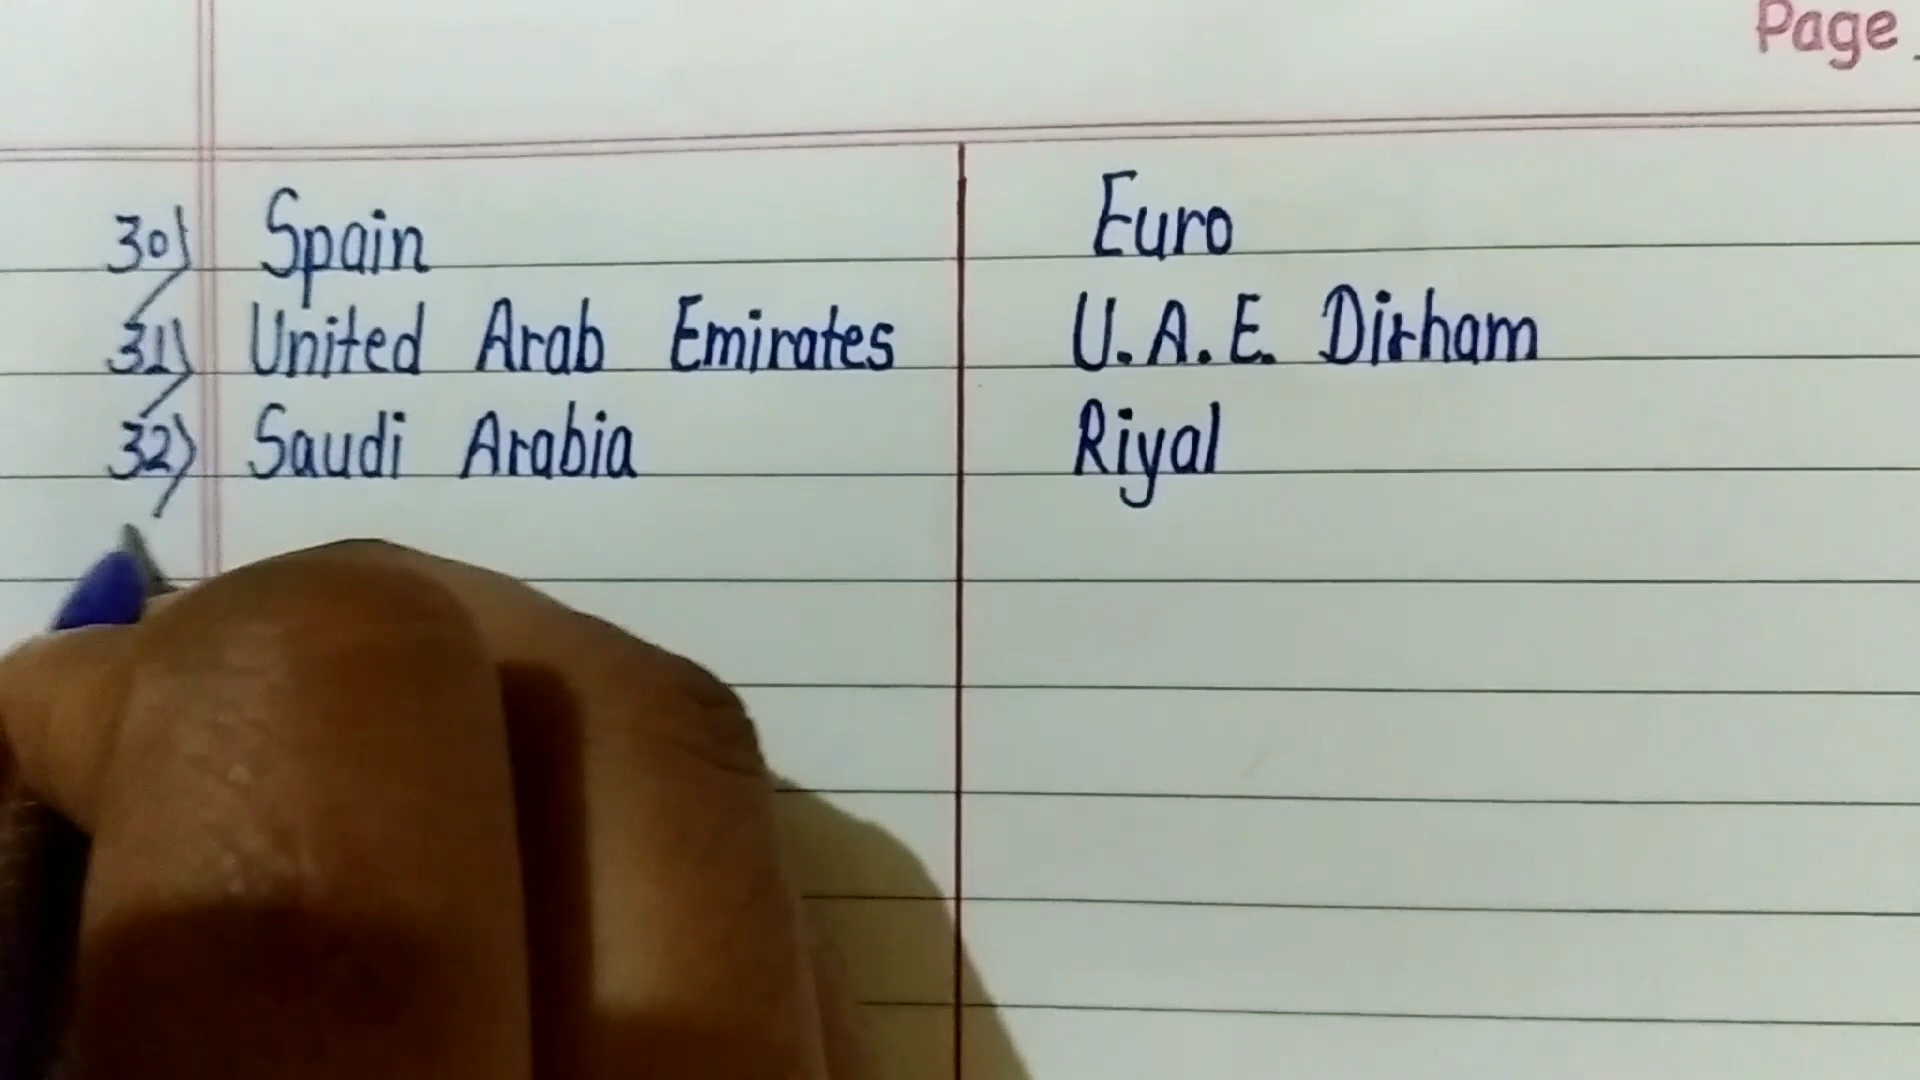 Page
30) Spain Euro
31) United Arab Emirates U.A.E. Dirham
32) Saudi Arabia Riyal